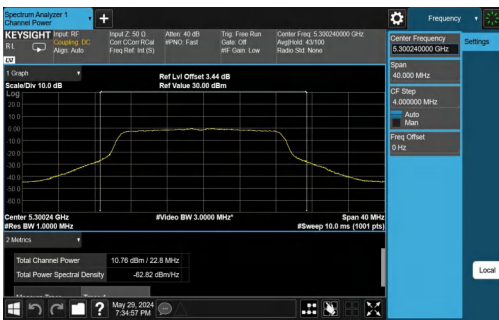 Spectrum Analyzer 1
Channel Power
+
Frequency
KEYSIGHT
Input: RF
Coupling: DC
Align: Auto
Input Z: 50 Ω
Corr CCorr RCal
Freq Ref: Int (S)
Atten: 40 dB
#PNO: Fast
Trig: Free Run
Gate: Off
#IF Gain: Low
Center Freq: 5.300240000 GHz
Avg|Hold: 43/100
Radio Std: None
RL
Center Frequency
5.300240000 GHz
Settings
Span
40.000 MHz
CF Step
4.000000 MHz
Auto
Man
Freq Offset
0 Hz
Local
1 Graph
Scale/Div 10.0 dB
Ref Lvl Offset 3.44 dB
Ref Value 30.00 dBm
Log
20.0
10.0
0.00
-10.0
-20.0
-30.0
-40.0
-50.0
-60.0
Center 5.30024 GHz
#Res BW 1.0000 MHz
#Video BW 3.0000 MHz*
Span 40 MHz
#Sweep 10.0 ms (1001 pts)
2 Metrics
Total Channel Power 10.76 dBm / 22.8 MHz
Total Power Spectral Density -62.82 dBm/Hz
?
May 29, 2024
7:34:57 PM